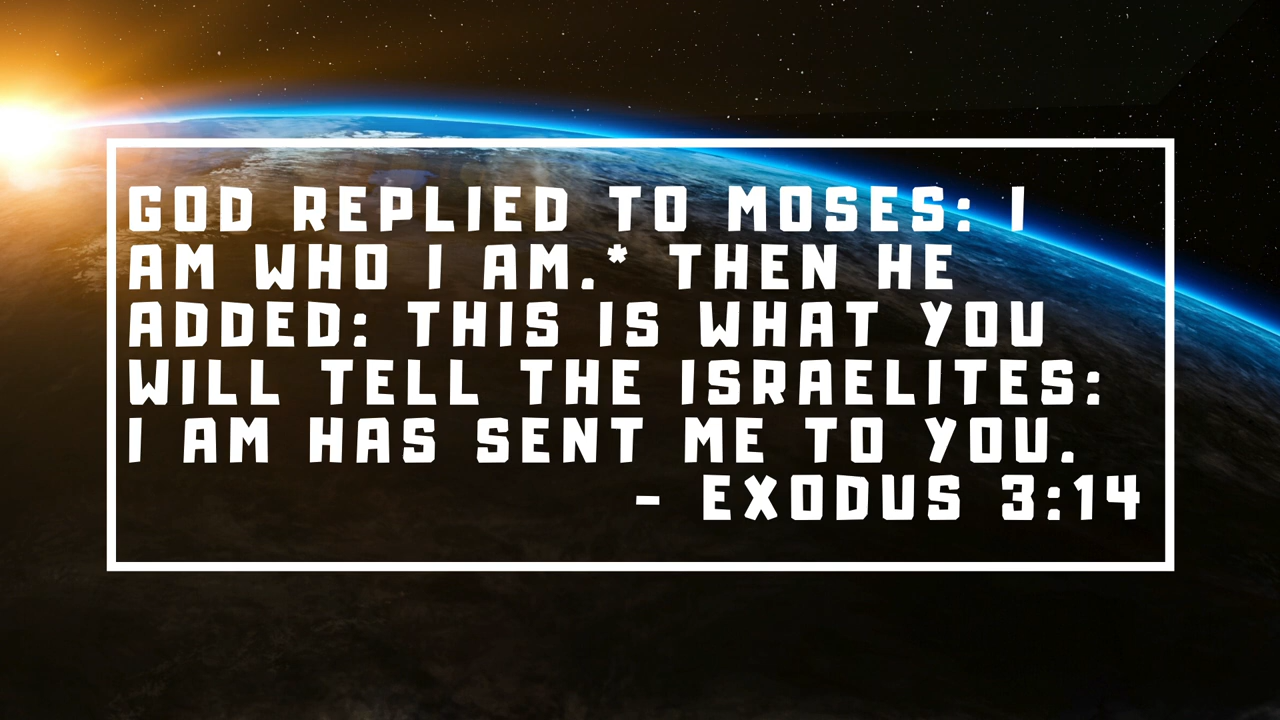 GOD REPLIED TO MOSES: I
AM WHO I AM.* THEN HE
ADDED: THIS IS WHAT YOU
WILL TELL THE ISRAELITES:
I AM HAS SENT ME TO YOU.
- EXODUS 3:14